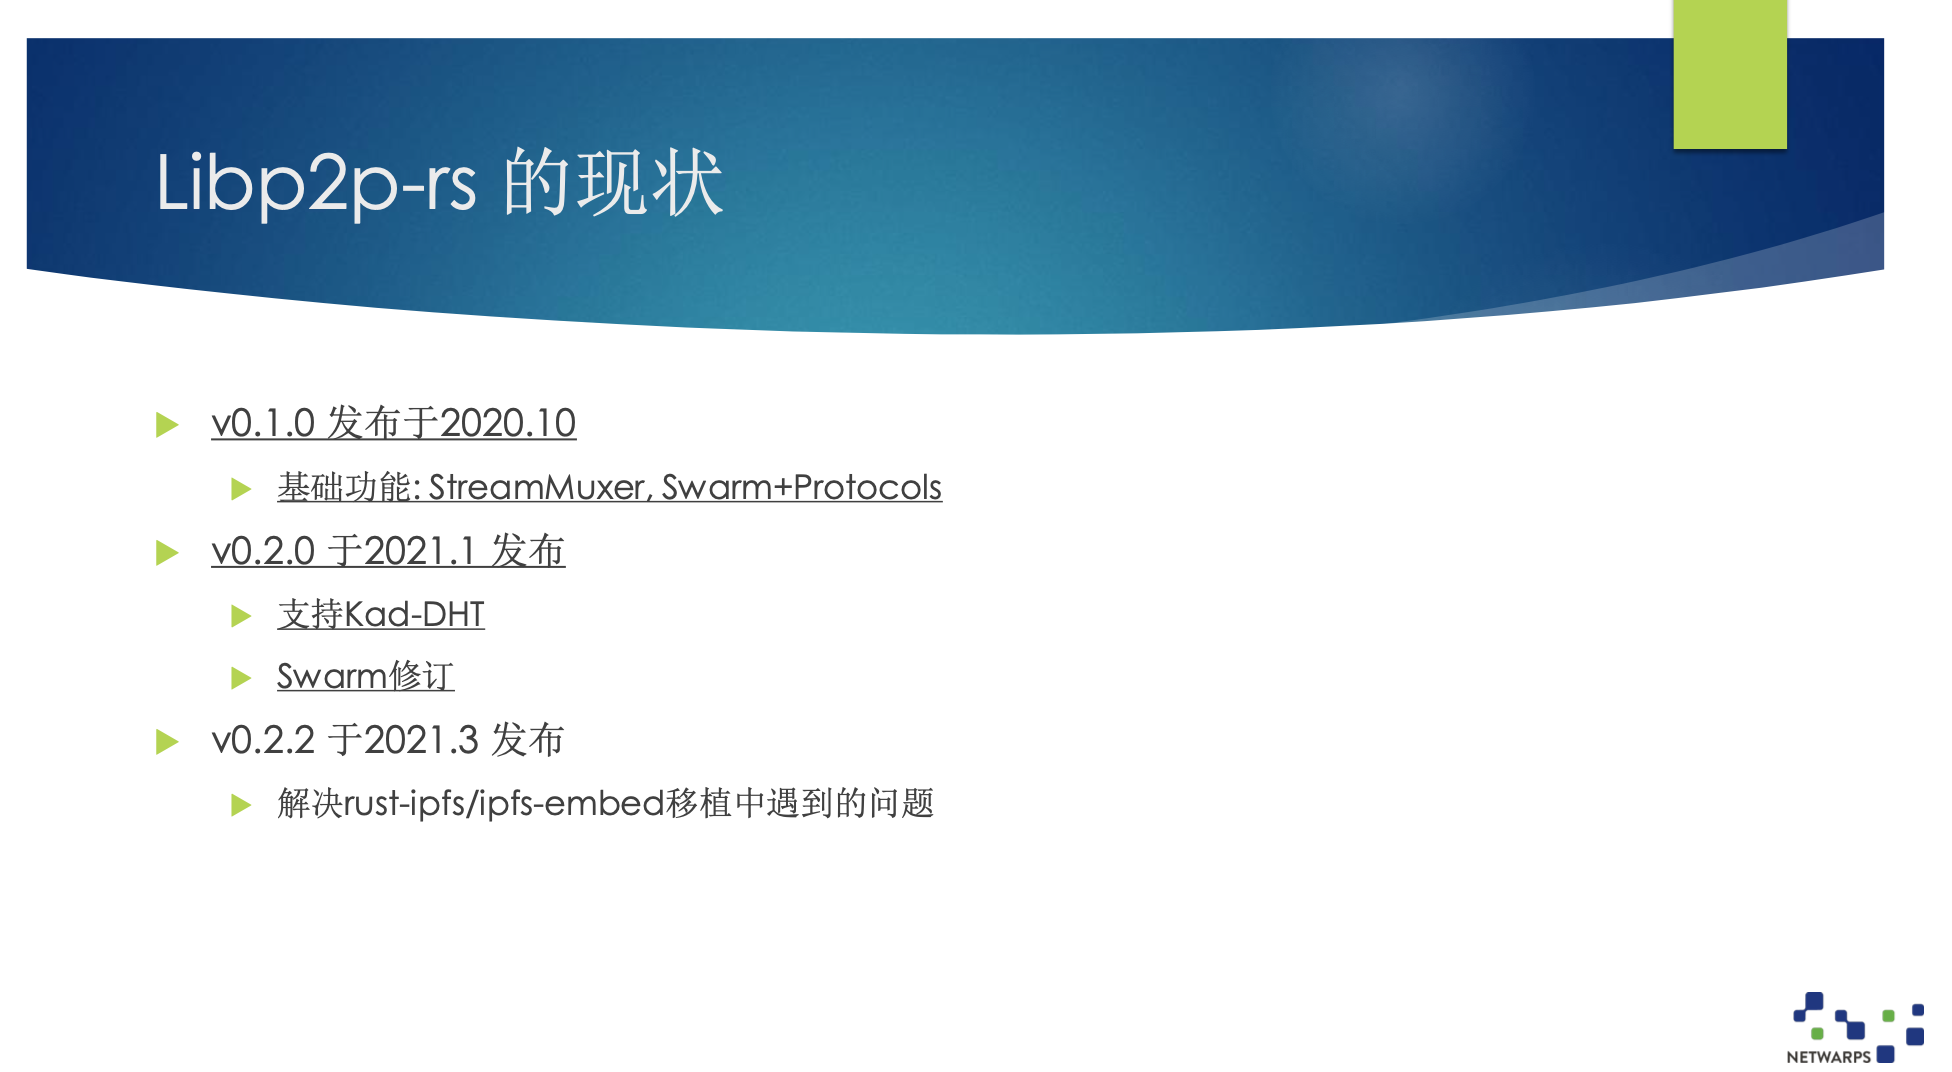 Libp2p-rs 的现状
v0.1.0 发布于2020.10
基础功能: StreamMuxer, Swarm+Protocols
v0.2.0 于2021.1 发布
支持Kad-DHT
Swarm修订
v0.2.2 于2021.3 发布
解决rust-ipfs/ipfs-embed移植中遇到的问题
NETWARPS